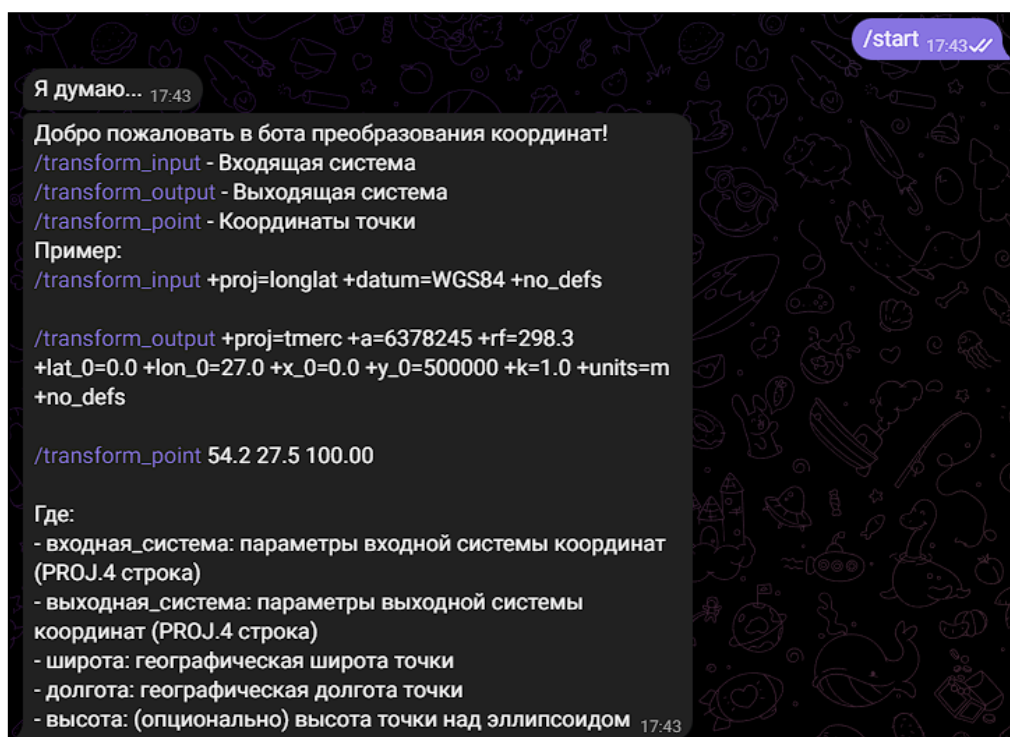 /start 17:43
Я думаю... 17:43
Добро пожаловать в бота преобразования координат!
/transform_input - Входящая система
/transform_output - Выходящая система
/transform_point - Координаты точки
Пример:
/transform_input +proj=longlat +datum=WGS84 +no_defs
/transform_output +proj=tmerc +a=6378245 +rf=298.3
+lat_0=0.0 +lon_0=27.0 +x_0=0.0 +y_0=500000 +k=1.0 +units=m
+no_defs
/transform_point 54.2 27.5 100.00
Где:
- входная_система: параметры входной системы координат
(PROJ.4 строка)
- выходная_система: параметры выходной системы
координат (PROJ.4 строка)
- широта: географическая широта точки
- долгота: географическая долгота точки
- высота: (опционально) высота точки над эллипсоидом 17:43